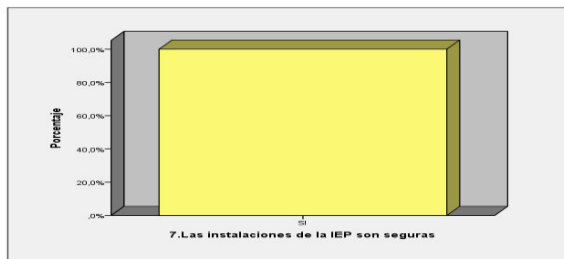 100,0%
80,0%
60,0%
40,0%
20,0%
,0%
Porcentaje
SI
7.Las instalaciones de la IEP son seguras